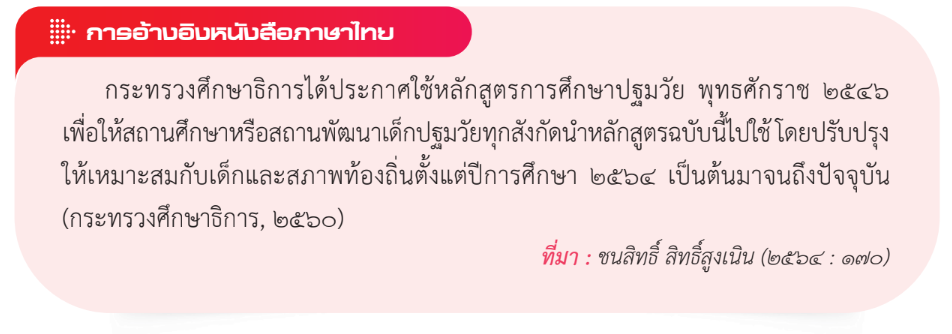 การอ้างอิงหนังสือภาษาไทย
กระทรวงศึกษาธิการได้ประกาศใช้หลักสูตรการศึกษาปฐมวัย พุทธศักราช ๒๕๔๖
เพื่อให้สถานศึกษาหรือสถานพัฒนาเด็กปฐมวัยทุกสังกัดนำหลักสูตรฉบับนี้ไปใช้ โดยปรับปรุง
ให้เหมาะสมกับเด็กและสภาพท้องถิ่นตั้งแต่ปีการศึกษา ๒๕๖๔ เป็นต้นมาจนถึงปัจจุบัน
(กระทรวงศึกษาธิการ, ๒๕๖๐)
ที่มา : ชนสิทธิ์ สิทธิ์สูงเนิน (๒๕๖๔ : ๑๗๐)